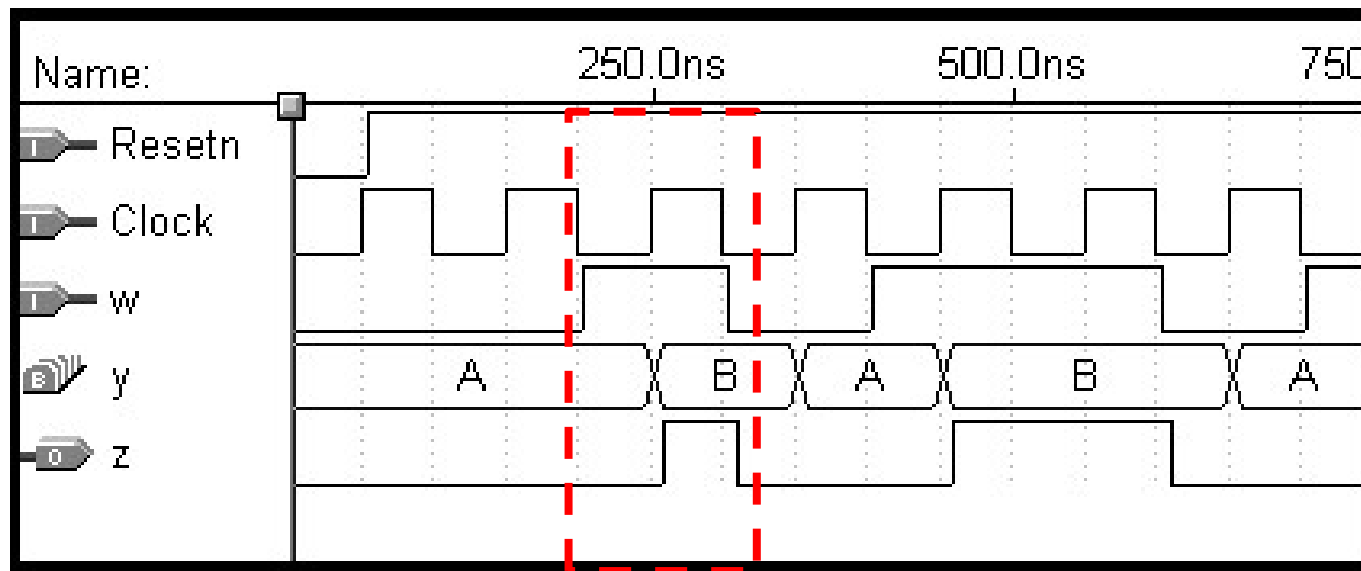 Name: 250.0ns 500.0ns 750
I Resetn
I Clock
I w
B y A B A B A
O z